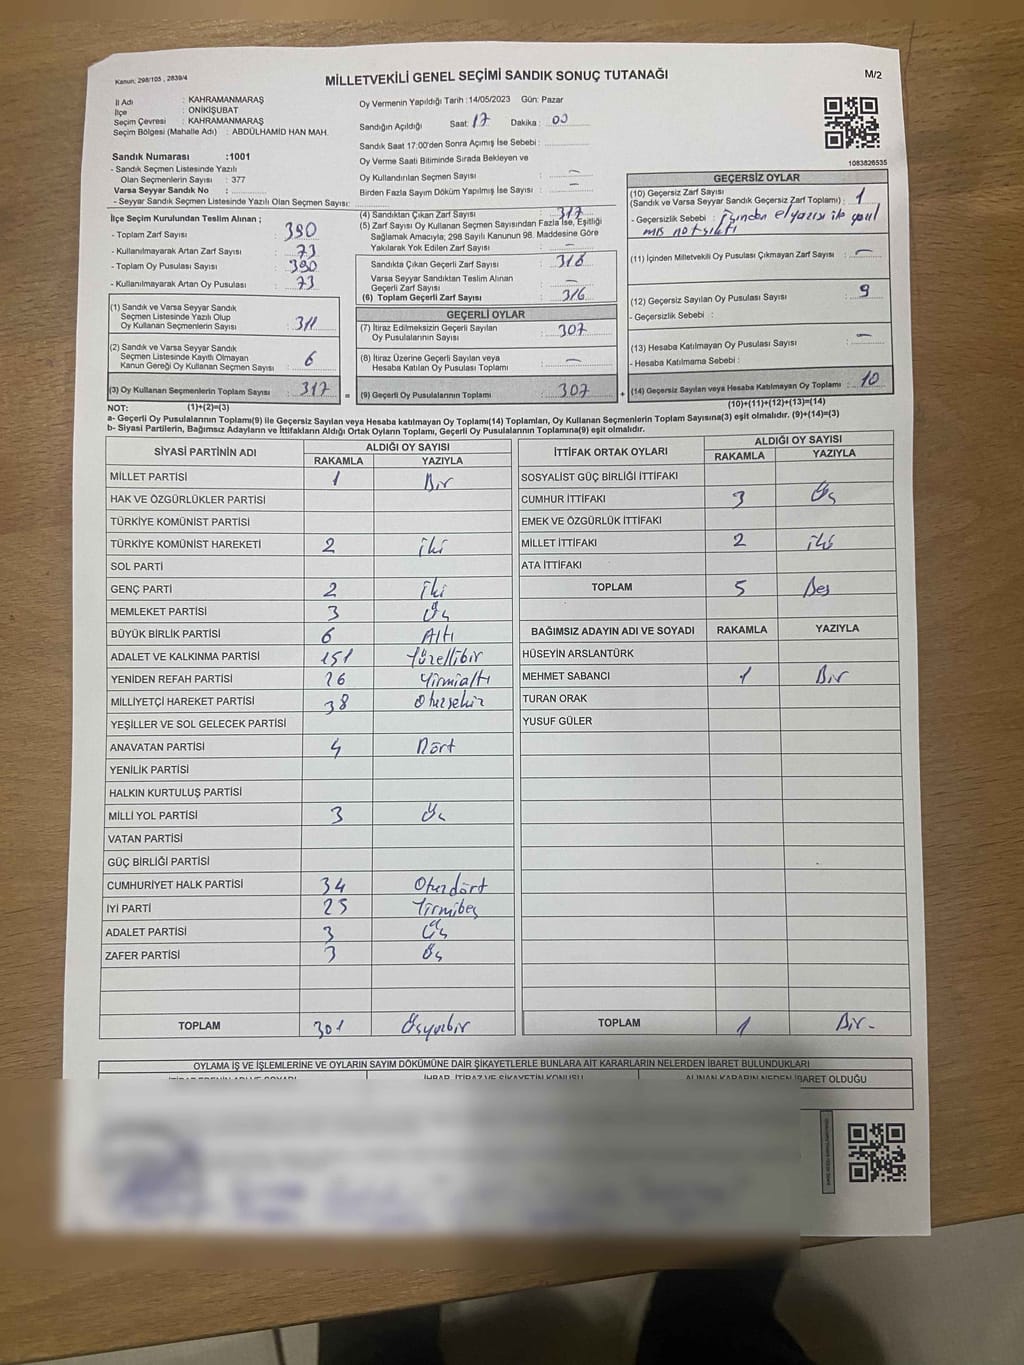 Kanun; 298/105 , 2839/4
MİLLETVEKİLİ GENEL SEÇİMİ SANDIK SONUÇ TUTANAĞI
M/2
İl Adı : KAHRAMANMARAŞ
İlçe : ONİKİŞUBAT
Seçim Çevresi : KAHRAMANMARAŞ
Seçim Bölgesi (Mahalle Adı) : ABDÜLHAMİD HAN MAH.
Oy Vermenin Yapıldığı Tarih :14/05/2023 Gün: Pazar
Sandığın Açıldığı Saat: 17 Dakika : 00
Sandık Saat 17:00'den Sonra Açılmış İse Sebebi :
Oy Verme Saati Bitiminde Sırada Bekleyen ve
Oy Kullandırılan Seçmen Sayısı : —
Birden Fazla Sayım Döküm Yapılmış İse Sayısı : —
1083826535
Sandık Numarası :1001
- Sandık Seçmen Listesinde Yazılı
Olan Seçmenlerin Sayısı : 377
Varsa Seyyar Sandık No :
- Seyyar Sandık Seçmen Listesinde Yazılı Olan Seçmen Sayısı:
İlçe Seçim Kurulundan Teslim Alınan ;
- Toplam Zarf Sayısı : 390
- Kullanılmayarak Artan Zarf Sayısı : 73
- Toplam Oy Pusulası Sayısı : 390
- Kullanılmayarak Artan Oy Pusulası : 73
(1) Sandık ve Varsa Seyyar Sandık
Seçmen Listesinde Yazılı Olup
Oy Kullanan Seçmenlerin Sayısı : 311
(2) Sandık ve Varsa Seyyar Sandık
Seçmen Listesinde Kayıtlı Olmayan
Kanun Gereği Oy Kullanan Seçmen Sayısı : 6
(3) Oy Kullanan Seçmenlerin Toplam Sayısı : 317
(4) Sandıktan Çıkan Zarf Sayısı : 317
(5) Zarf Sayısı Oy Kullanan Seçmen Sayısından Fazla İse, Eşitliği
Sağlamak Amacıyla; 298 Sayılı Kanunun 98. Maddesine Göre
Yakılarak Yok Edilen Zarf Sayısı : —
Sandıkta Çıkan Geçerli Zarf Sayısı : 316
Varsa Seyyar Sandıktan Teslim Alınan
Geçerli Zarf Sayısı :
(6) Toplam Geçerli Zarf Sayısı : 316
GEÇERLİ OYLAR
(7) İtiraz Edilmeksizin Geçerli Sayılan
Oy Pusulasının Sayısı : 307
(8) İtiraz Üzerine Geçerli Sayılan veya
Hesaba Katılan Oy Pusulası Toplamı : —
= (9) Geçerli Oy Pusulalarının Toplamı : 307 +
GEÇERSİZ OYLAR
(10) Geçersiz Zarf Sayısı
(Sandık ve Varsa Seyyar Sandık Geçersiz Zarf Toplamı) : 1
- Geçersizlik Sebebi : el yazısı ile
(11) İçinden Milletvekili Oy Pusulası Çıkmayan Zarf Sayısı : —
(12) Geçersiz Sayılan Oy Pusulası Sayısı : 9
- Geçersizlik Sebebi :
(13) Hesaba Katılmayan Oy Pusulası Sayısı : —
- Hesaba Katılmama Sebebi :
(14) Geçersiz Sayılan veya Hesaba Katılmayan Oy Toplamı : 10
NOT: (1)+(2)=(3)
(10)+(11)+(12)+(13)=(14)
a- Geçerli Oy Pusulalarının Toplamı(9) ile Geçersiz Sayılan veya Hesaba katılmayan Oy Toplamı(14) Toplamları, Oy Kullanan Seçmenlerin Toplam Sayısına(3) eşit olmalıdır. (9)+(14)=(3)
b- Siyasi Partilerin, Bağımsız Adayların ve İttifakların Aldığı Ortak Oyların Toplamı, Geçerli Oy Pusulalarının Toplamına(9) eşit olmalıdır.
SİYASİ PARTİNİN ADI ALDIĞI OY SAYISI
RAKAMLA YAZIYLA
MİLLET PARTİSİ 1 Bir
HAK VE ÖZGÜRLÜKLER PARTİSİ
TÜRKİYE KOMÜNİST PARTİSİ
TÜRKİYE KOMÜNİST HAREKETİ 2 iki
SOL PARTİ
GENÇ PARTİ 2 İki
MEMLEKET PARTİSİ 3 Üç
BÜYÜK BİRLİK PARTİSİ 6 Altı
ADALET VE KALKINMA PARTİSİ 151 Yüzellibir
YENİDEN REFAH PARTİSİ 26 Yirmialtı
MİLLİYETÇİ HAREKET PARTİSİ 38 Otuzsekiz
YEŞİLLER VE SOL GELECEK PARTİSİ
ANAVATAN PARTİSİ 4 Dört
YENİLİK PARTİSİ
HALKIN KURTULUŞ PARTİSİ
MİLLİ YOL PARTİSİ 3 Üç
VATAN PARTİSİ
GÜÇ BİRLİĞİ PARTİSİ
CUMHURİYET HALK PARTİSİ 34 Otuzdört
İYİ PARTİ 25 Yirmibeş
ADALET PARTİSİ 3 Üç
ZAFER PARTİSİ 3 Üç
TOPLAM 301 Üçyüzbir
İTTİFAK ORTAK OYLARI ALDIĞI OY SAYISI
RAKAMLA YAZIYLA
SOSYALİST GÜÇ BİRLİĞİ İTTİFAKI
CUMHUR İTTİFAKI 3 Üç
EMEK VE ÖZGÜRLÜK İTTİFAKI
MİLLET İTTİFAKI 2 iki
ATA İTTİFAKI
TOPLAM 5 Beş
BAĞIMSIZ ADAYIN ADI VE SOYADI RAKAMLA YAZIYLA
HÜSEYİN ARSLANTÜRK
MEHMET SABANCI 1 Bir
TURAN ORAK
YUSUF GÜLER
TOPLAM 1 Bir
OYLAMA İŞ VE İŞLEMLERİNE VE OYLARIN SAYIM DÖKÜMÜNE DAİR ŞİKAYETLERLE BUNLARA AİT KARARLARIN NELERDEN İBARET BULUNDUKLARI
İHBAR, İTİRAZ VE ŞİKAYETİN KONUSU ALINAN KARARIN NEDEN İBARET OLDUĞU